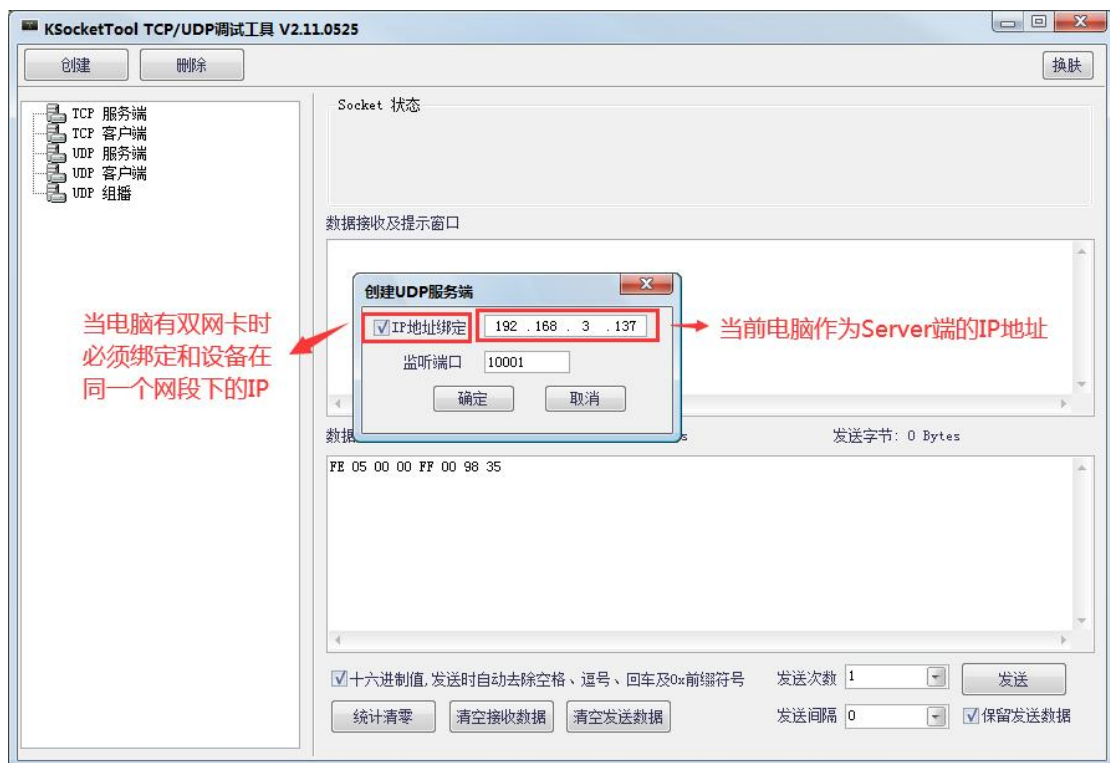 KSocketTool TCP/UDP调试工具 V2.11.0525
创建
删除
换肤
TCP 服务端
TCP 客户端
UDP 服务端
UDP 客户端
UDP 组播
Socket 状态
数据接收及提示窗口
创建UDP服务端
IP地址绑定
192 .168 . 3 .137
监听端口
10001
确定
取消
当电脑有双网卡时
必须绑定和设备在
同一个网段下的IP
当前电脑作为Server端的IP地址
数据
s
发送字节: 0 Bytes
FE 05 00 00 FF 00 98 35
十六进制值,发送时自动去除空格、逗号、回车及0x前缀符号
发送次数
1
发送
统计清零
清空接收数据
清空发送数据
发送间隔
0
保留发送数据